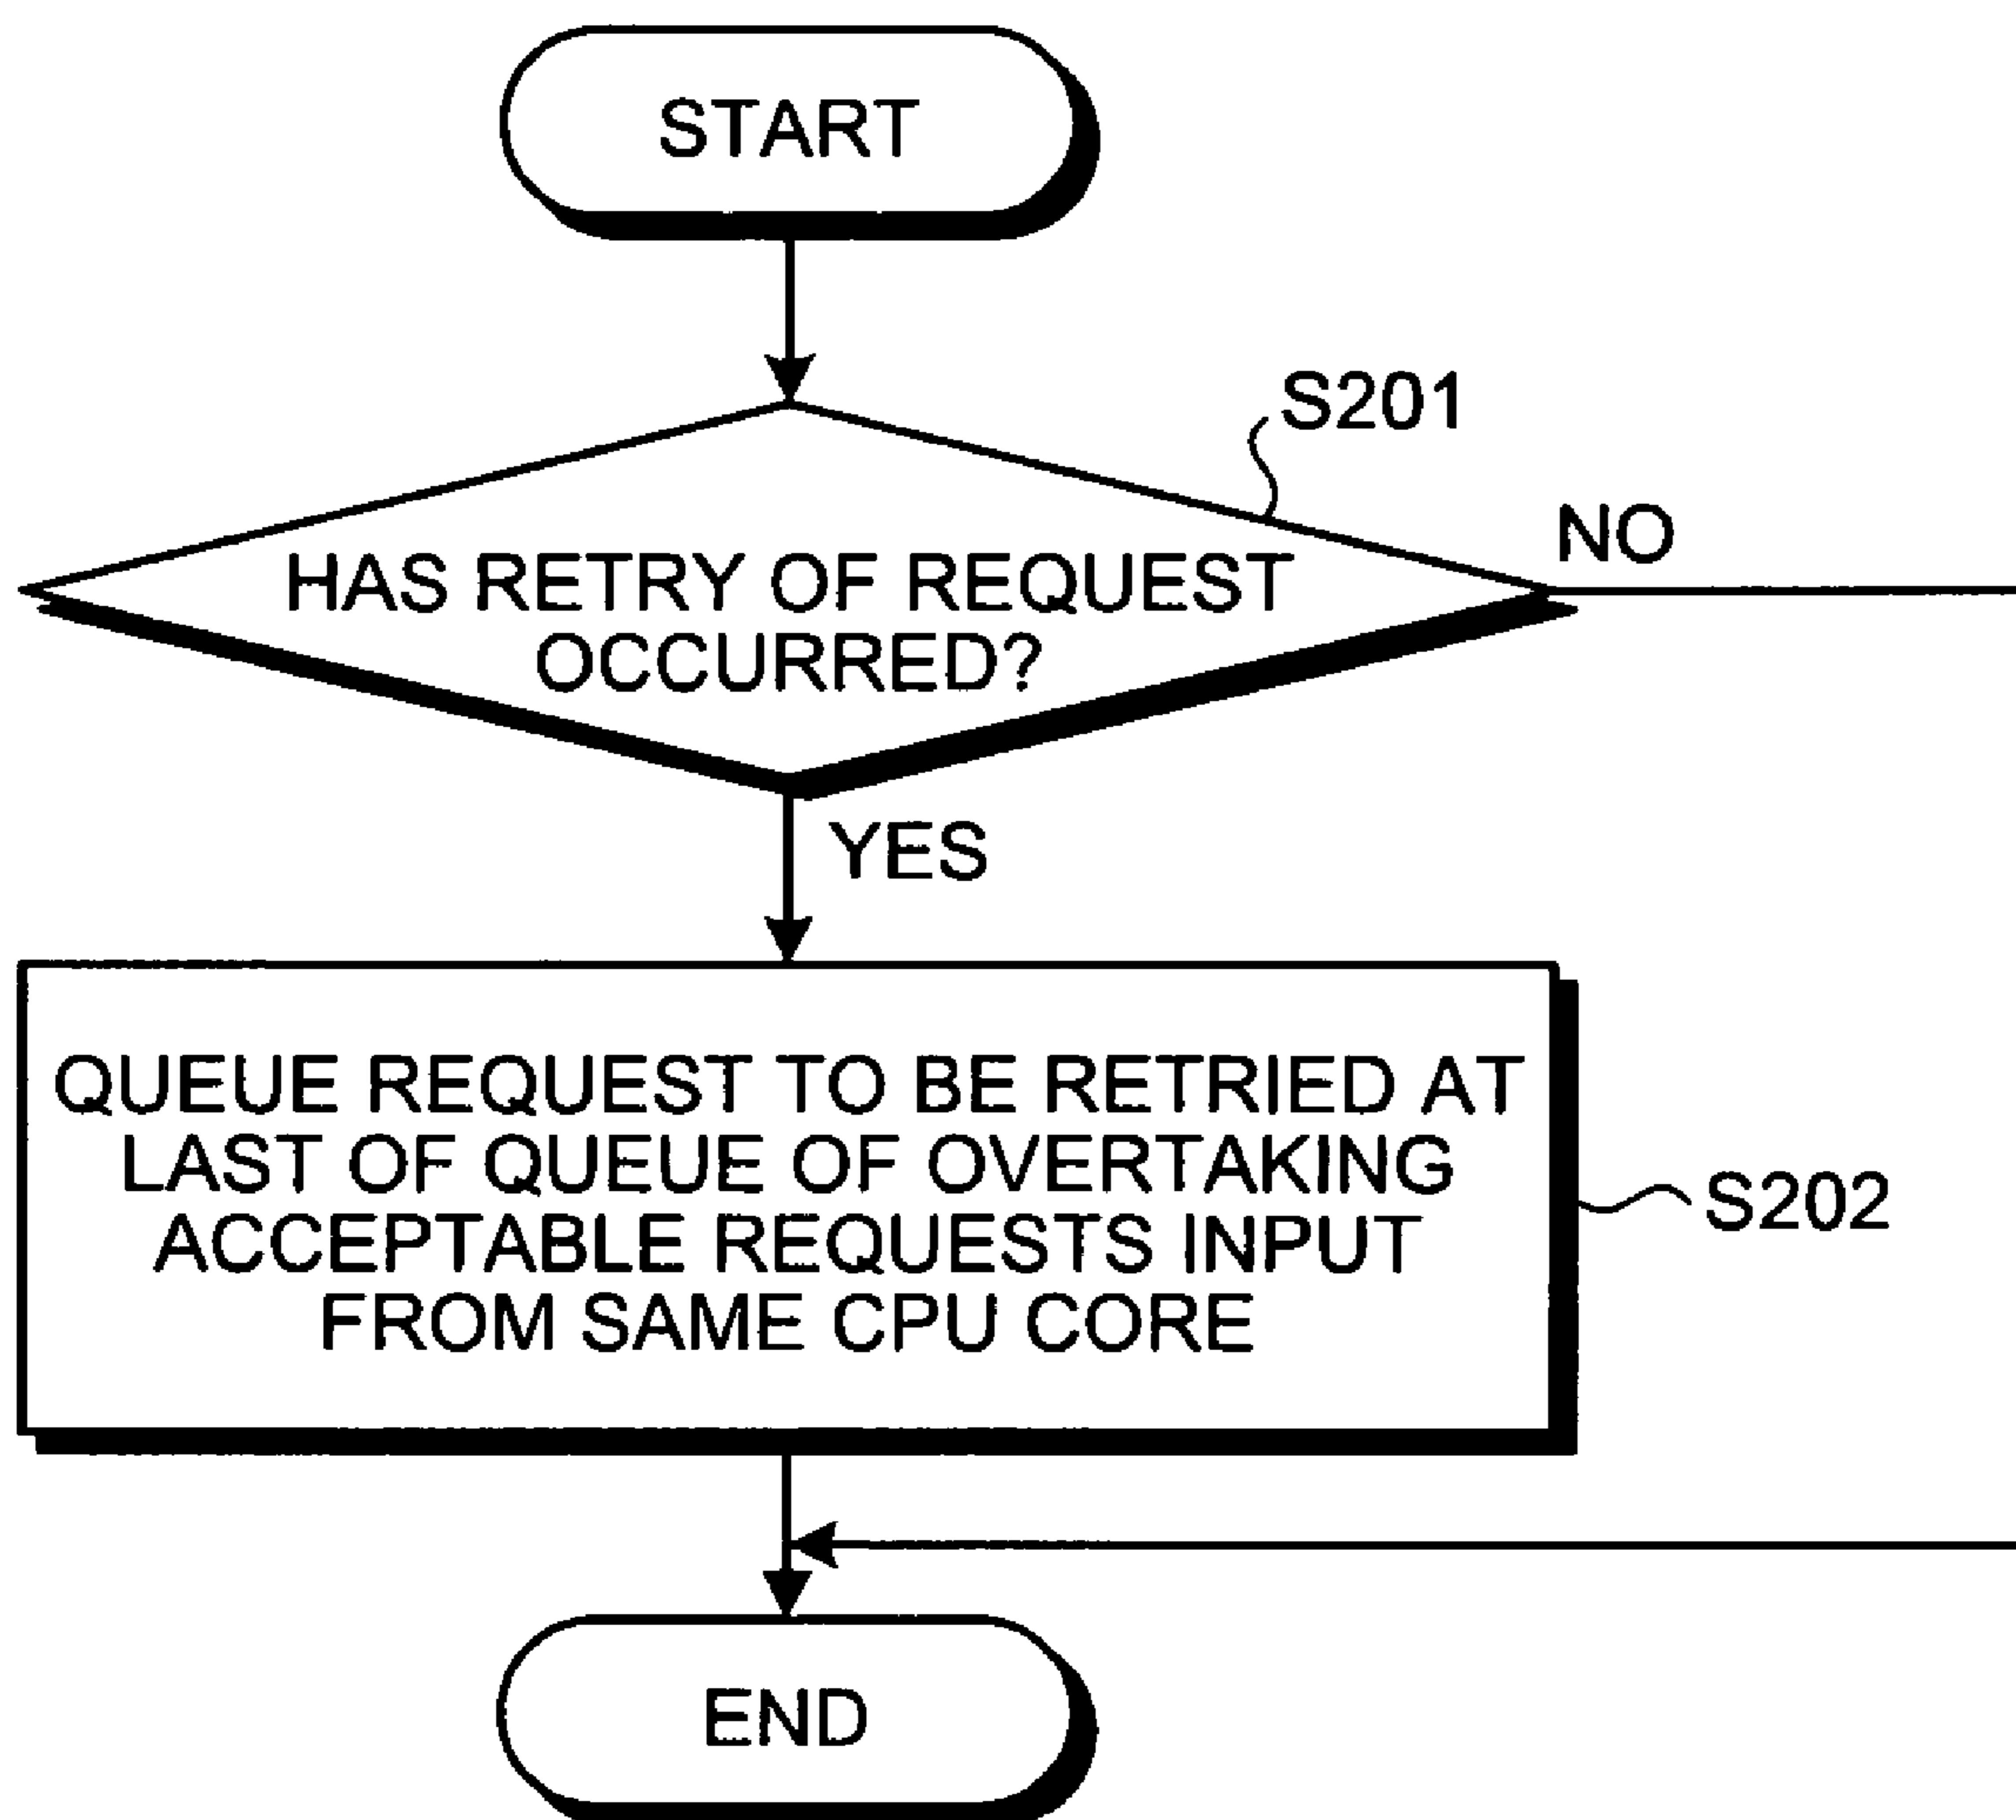 START
S201
NO
HAS RETRY OF REQUEST
OCCURRED?
YES
QUEUE REQUEST TO BE RETRIED AT
LAST OF QUEUE OF OVERTAKING
ACCEPTABLE REQUESTS INPUT
FROM SAME CPU CORE
S202
END